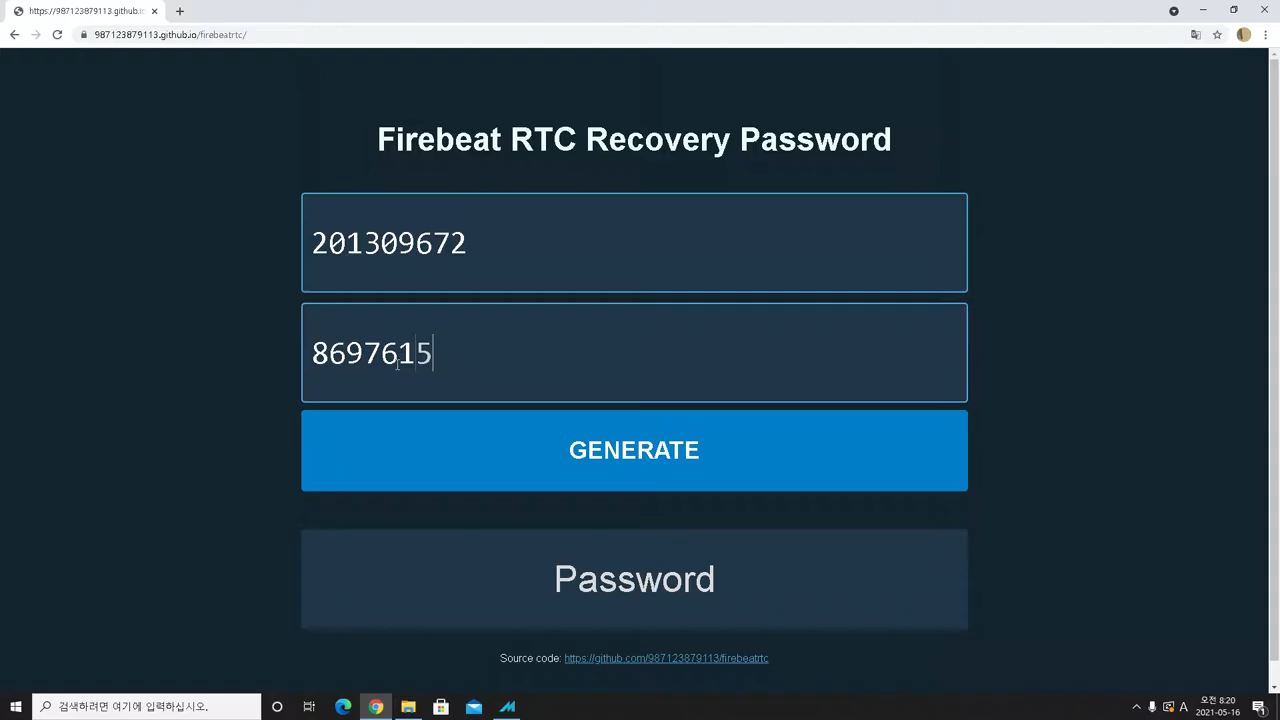 https://987123879113.github.io
987123879113.github.io/firebeatrtc/
Firebeat RTC Recovery Password
201309672
8697615
GENERATE
Password
Source code: https://github.com/987123879113/firebeatrtc
검색하려면 여기에 입력하십시오.
A
오전 8:20
2021-05-16
1